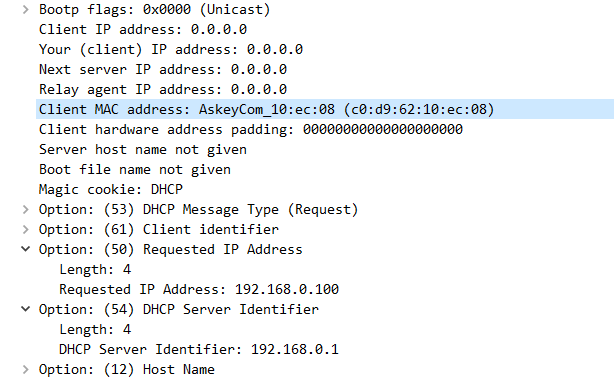 Bootp flags: 0x0000 (Unicast)
Client IP address: 0.0.0.0
Your (client) IP address: 0.0.0.0
Next server IP address: 0.0.0.0
Relay agent IP address: 0.0.0.0
Client MAC address: AskeyCom_10:ec:08 (c0:d9:62:10:ec:08)
Client hardware address padding: 00000000000000000000
Server host name not given
Boot file name not given
Magic cookie: DHCP
Option: (53) DHCP Message Type (Request)
Option: (61) Client identifier
Option: (50) Requested IP Address
Length: 4
Requested IP Address: 192.168.0.100
Option: (54) DHCP Server Identifier
Length: 4
DHCP Server Identifier: 192.168.0.1
Option: (12) Host Name